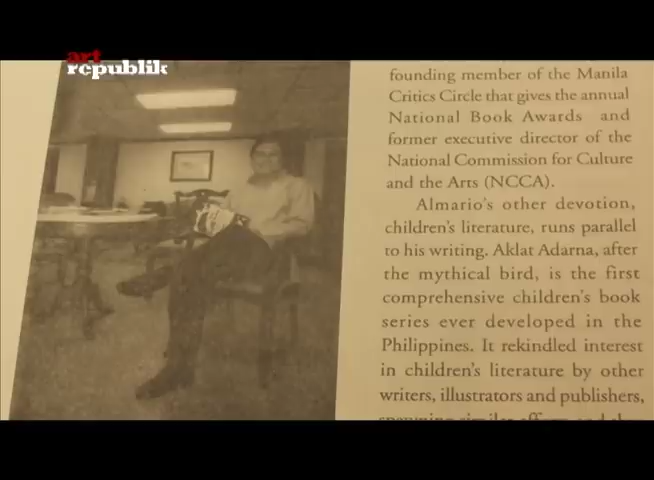 art
republik
founding member of the Manila
Critics Circle that gives the annual
National Book Awards and
former executive director of the
National Commission for Culture
and the Arts (NCCA).
Almario's other devotion,
children's literature, runs parallel
to his writing. Aklat Adarna, after
the mythical bird, is the first
comprehensive children's book
series ever developed in the
Philippines. It rekindled interest
in children's literature by other
writers, illustrators and publishers,